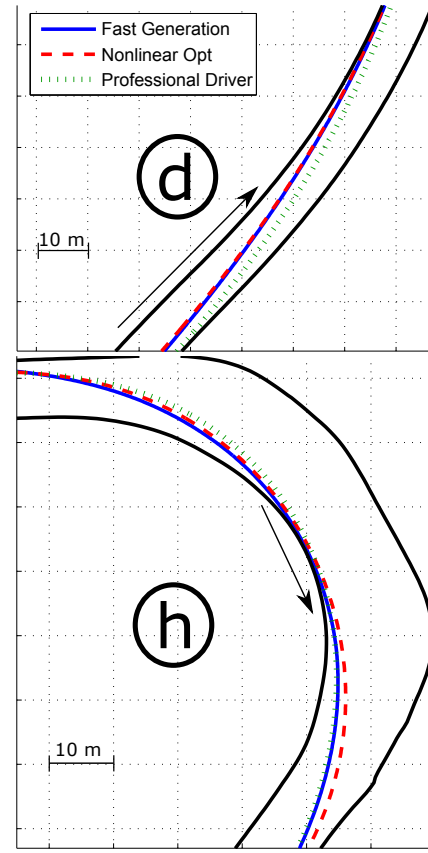 Fast Generation
Nonlinear Opt
Professional Driver
d
10 m
h
10 m